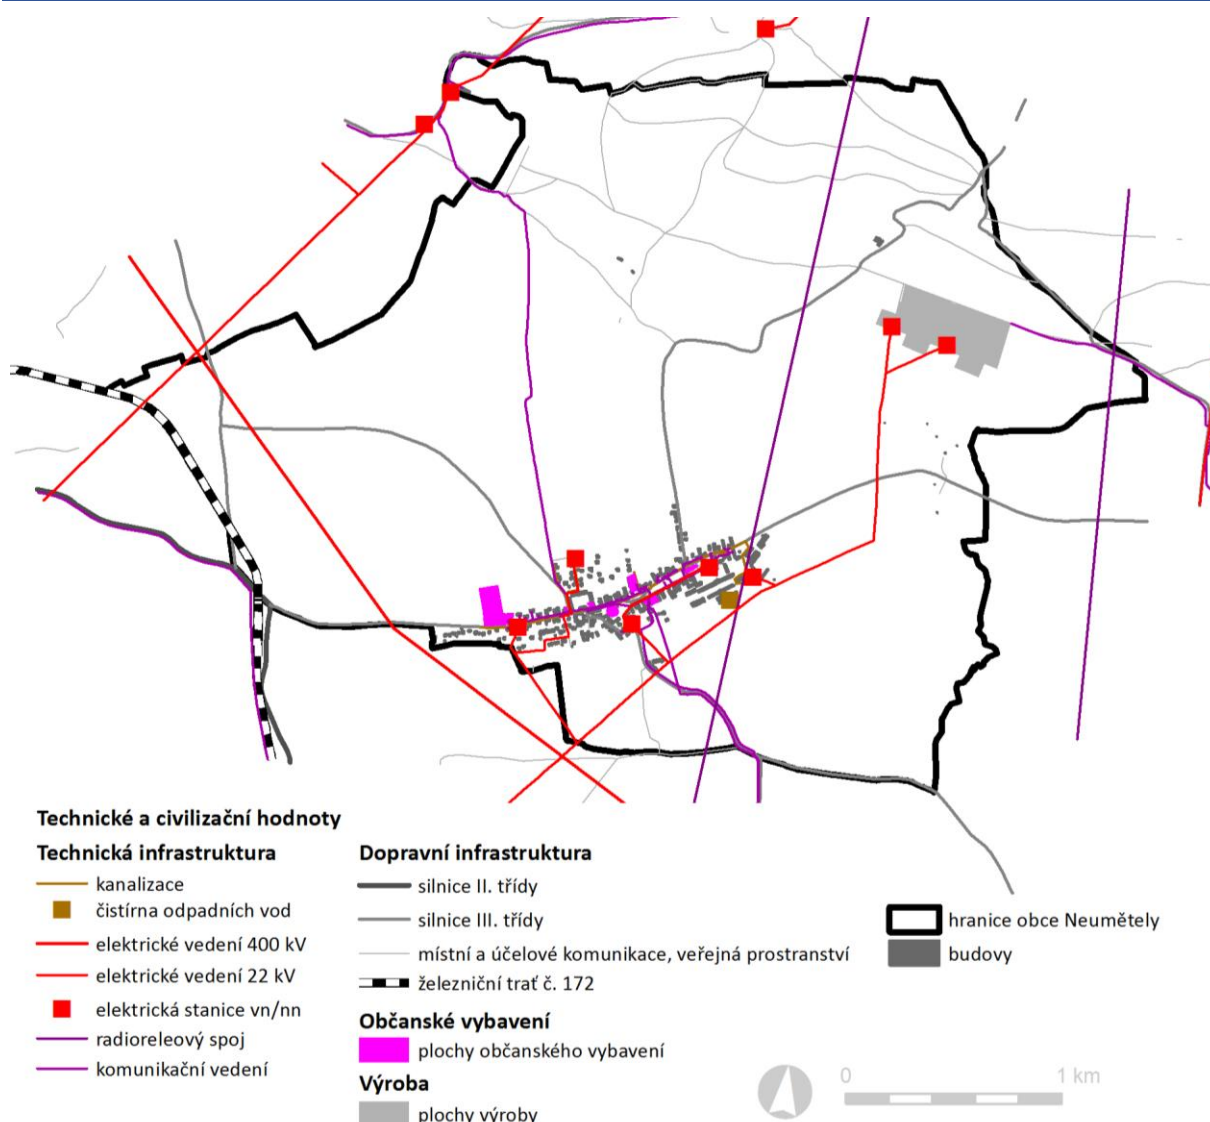 Technické a civilizační hodnoty
Technická infrastruktura
kanalizace
čistírna odpadních vod
elektrické vedení 400 kV
elektrické vedení 22 kV
elektrická stanice vn/nn
radioreleový spoj
komunikační vedení
Dopravní infrastruktura
silnice II. třídy
silnice III. třídy
místní a účelové komunikace, veřejná prostranství
železniční trať č. 172
Občanské vybavení
plochy občanského vybavení
Výroba
plochy výroby
hranice obce Neumětely
budovy
0 1 km